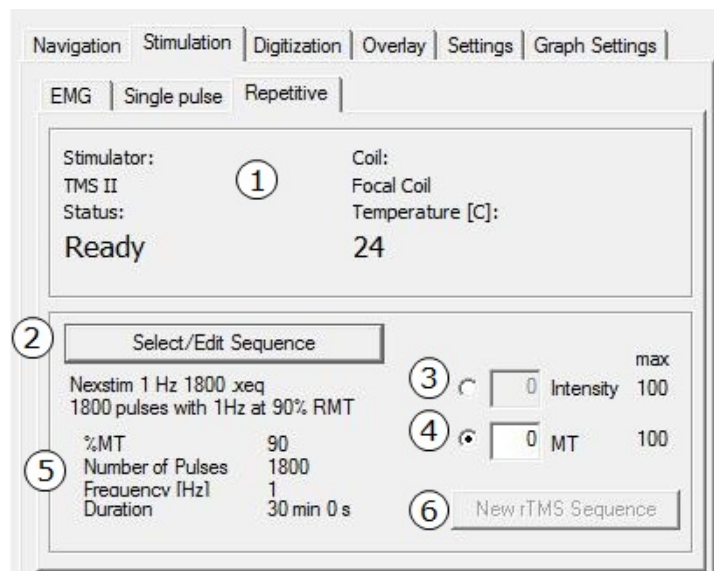 Navigation Stimulation Digitization Overlay Settings Graph Settings
EMG Single pulse Repetitive
Stimulator: Coil:
1
TMS II Focal Coil
Status: Temperature [C]:
Ready 24
2 Select/Edit Sequence
max
Nexstim 1 Hz 1800 .xeq 3 0 Intensity 100
1800 pulses with 1Hz at 90% RMT
%MT 90 4 0 MT 100
5 Number of Pulses 1800
Frequency [Hz] 1
Duration 30 min 0 s 6 New rTMS Sequence